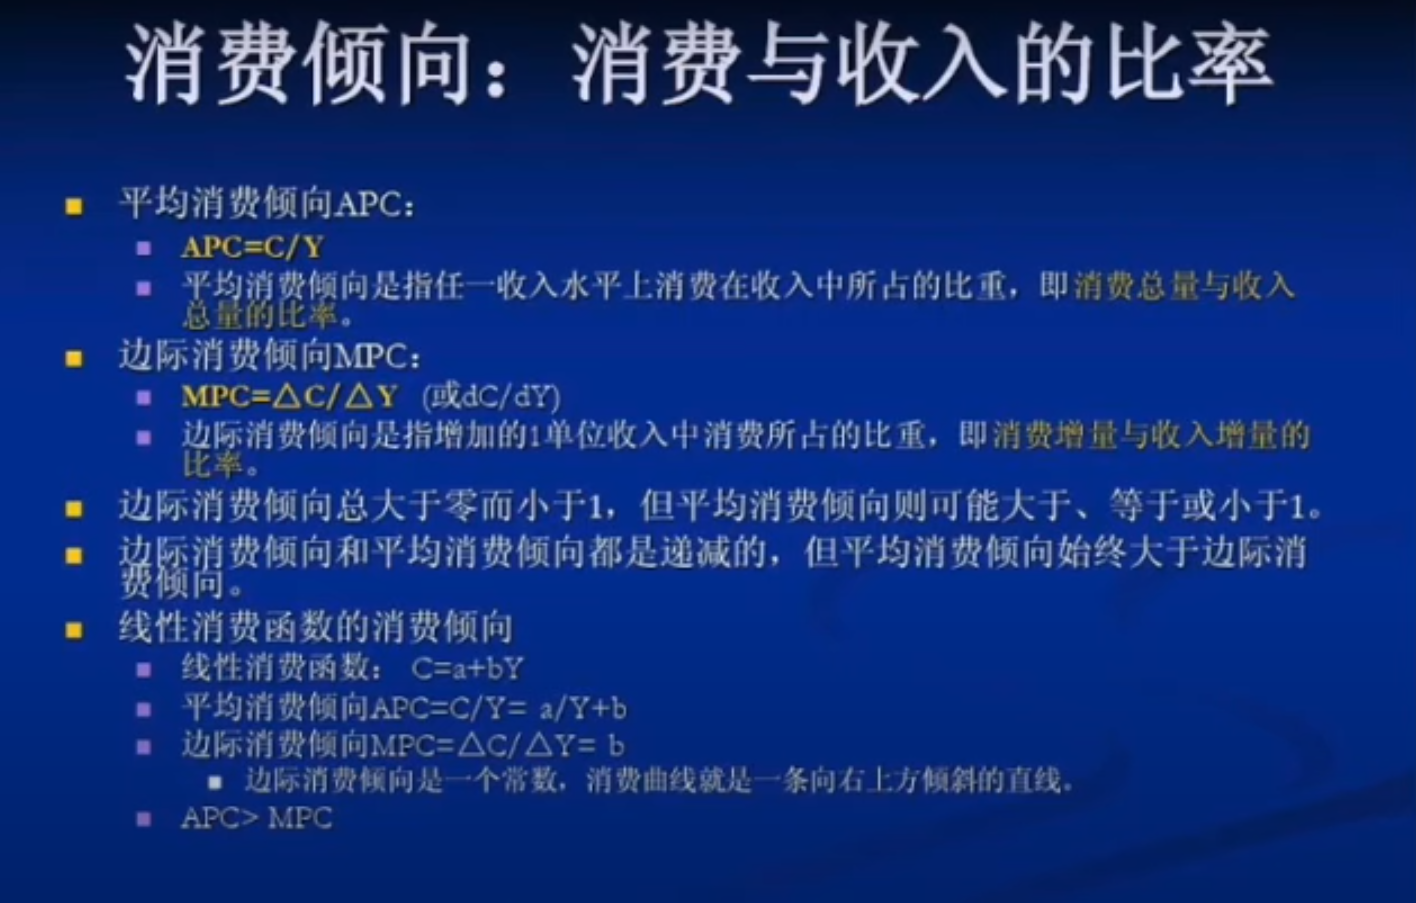 消费倾向：消费与收入的比率
平均消费倾向APC：
APC=C/Y
平均消费倾向是指任一收入水平上消费在收入中所占的比重，即消费总量与收入
总量的比率。
边际消费倾向MPC：
MPC=△C/△Y （或dC/dY）
边际消费倾向是指增加的1单位收入中消费所占的比重，即消费增量与收入增量的
比率。
边际消费倾向总大于零而小于1，但平均消费倾向则可能大于、等于或小于1。
边际消费倾向和平均消费倾向都是递减的，但平均消费倾向始终大于边际消
费倾向。
线性消费函数的消费倾向
线性消费函数： C=a+bY
平均消费倾向APC=C/Y= a/Y+b
边际消费倾向MPC=△C/△Y= b
边际消费倾向是一个常数，消费曲线就是一条向右上方倾斜的直线。
APC> MPC